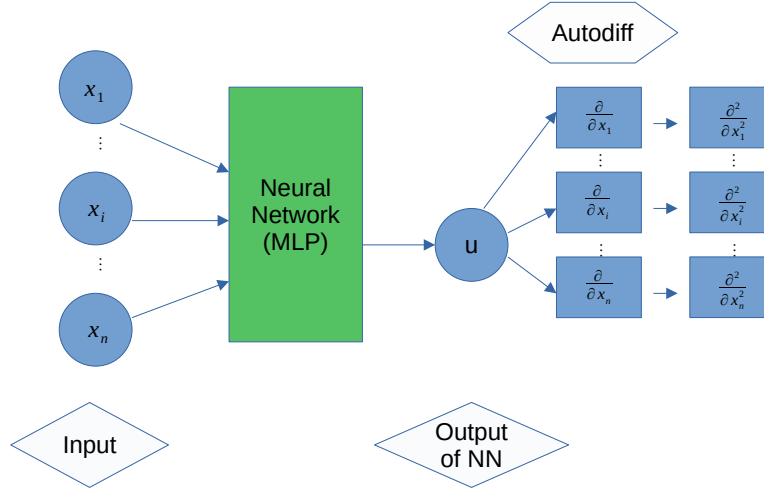 Autodiff
x₁
⋮
xᵢ
⋮
xₙ
Neural
Network
(MLP)
u
∂/∂x₁
∂²/∂x₁²
⋮
⋮
∂/∂xᵢ
∂²/∂xᵢ²
⋮
⋮
∂/∂xₙ
∂²/∂xₙ²
Input
Output
of NN